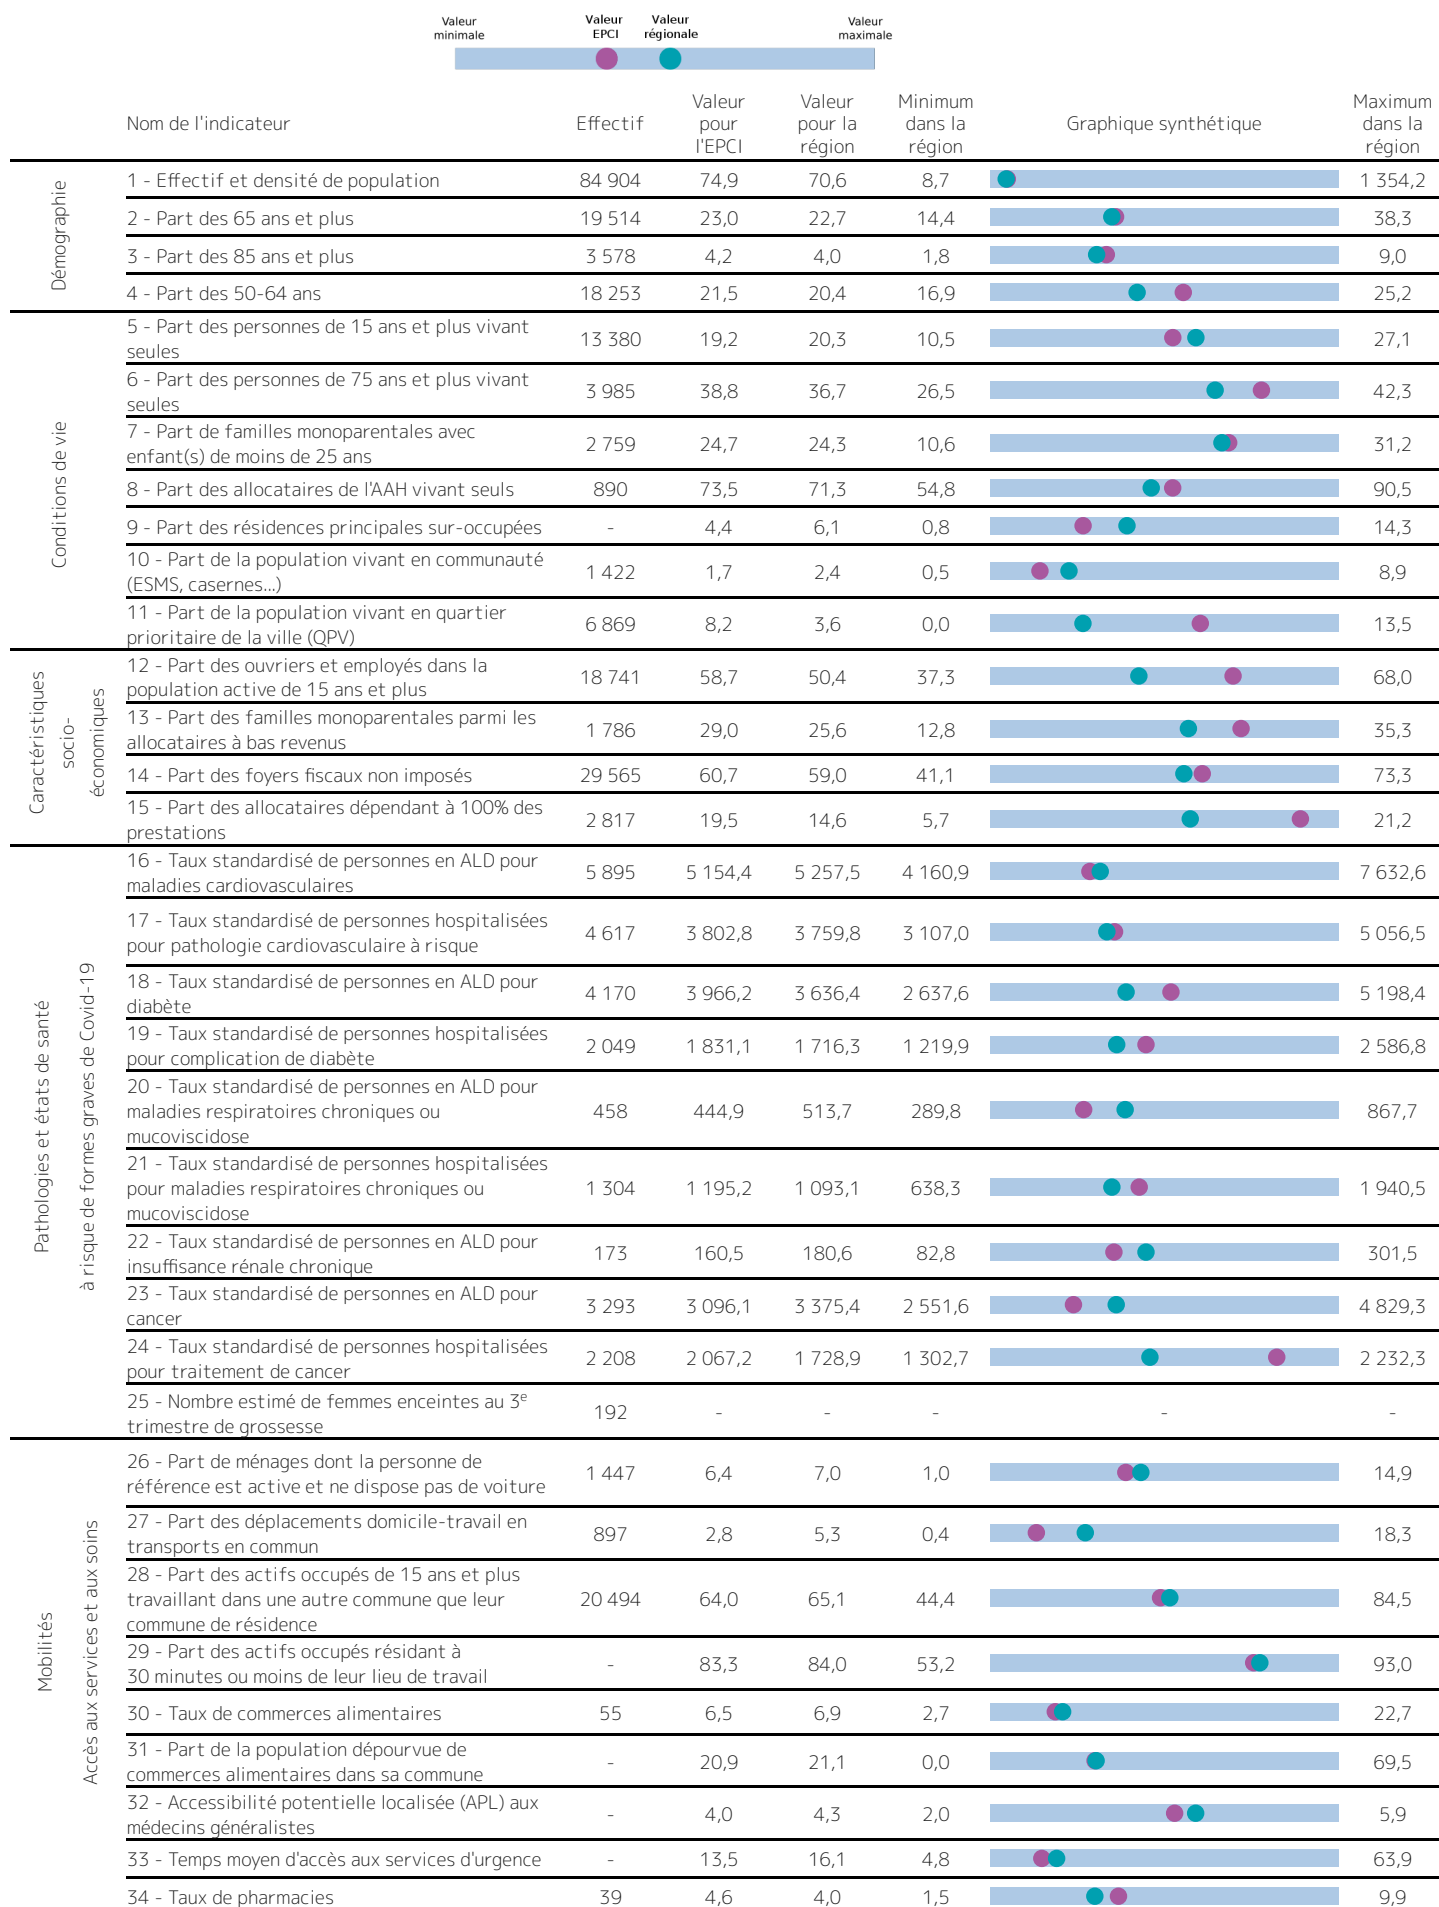 Valeur minimale
Valeur EPCI
Valeur régionale
Valeur maximale
Nom de l'indicateur
Effectif
Valeur pour l'EPCI
Valeur pour la région
Minimum dans la région
Graphique synthétique
Maximum dans la région
Démographie
1 - Effectif et densité de population 84 904 74,9 70,6 8,7 1 354,2
2 - Part des 65 ans et plus 19 514 23,0 22,7 14,4 38,3
3 - Part des 85 ans et plus 3 578 4,2 4,0 1,8 9,0
4 - Part des 50-64 ans 18 253 21,5 20,4 16,9 25,2
Conditions de vie
5 - Part des personnes de 15 ans et plus vivant
seules 13 380 19,2 20,3 10,5 27,1
6 - Part des personnes de 75 ans et plus vivant
seules 3 985 38,8 36,7 26,5 42,3
7 - Part de familles monoparentales avec
enfant(s) de moins de 25 ans 2 759 24,7 24,3 10,6 31,2
8 - Part des allocataires de l'AAH vivant seuls 890 73,5 71,3 54,8 90,5
9 - Part des résidences principales sur-occupées - 4,4 6,1 0,8 14,3
10 - Part de la population vivant en communauté
(ESMS, casernes...) 1 422 1,7 2,4 0,5 8,9
11 - Part de la population vivant en quartier
prioritaire de la ville (QPV) 6 869 8,2 3,6 0,0 13,5
Caractéristiques
socio-
économiques
12 - Part des ouvriers et employés dans la
population active de 15 ans et plus 18 741 58,7 50,4 37,3 68,0
13 - Part des familles monoparentales parmi les
allocataires à bas revenus 1 786 29,0 25,6 12,8 35,3
14 - Part des foyers fiscaux non imposés 29 565 60,7 59,0 41,1 73,3
15 - Part des allocataires dépendant à 100% des
prestations 2 817 19,5 14,6 5,7 21,2
Pathologies et états de santé
à risque de formes graves de Covid-19
16 - Taux standardisé de personnes en ALD pour
maladies cardiovasculaires 5 895 5 154,4 5 257,5 4 160,9 7 632,6
17 - Taux standardisé de personnes hospitalisées
pour pathologie cardiovasculaire à risque 4 617 3 802,8 3 759,8 3 107,0 5 056,5
18 - Taux standardisé de personnes en ALD pour
diabète 4 170 3 966,2 3 636,4 2 637,6 5 198,4
19 - Taux standardisé de personnes hospitalisées
pour complication de diabète 2 049 1 831,1 1 716,3 1 219,9 2 586,8
20 - Taux standardisé de personnes en ALD pour
maladies respiratoires chroniques ou
mucoviscidose 458 444,9 513,7 289,8 867,7
21 - Taux standardisé de personnes hospitalisées
pour maladies respiratoires chroniques ou
mucoviscidose 1 304 1 195,2 1 093,1 638,3 1 940,5
22 - Taux standardisé de personnes en ALD pour
insuffisance rénale chronique 173 160,5 180,6 82,8 301,5
23 - Taux standardisé de personnes en ALD pour
cancer 3 293 3 096,1 3 375,4 2 551,6 4 829,3
24 - Taux standardisé de personnes hospitalisées
pour traitement de cancer 2 208 2 067,2 1 728,9 1 302,7 2 232,3
25 - Nombre estimé de femmes enceintes au 3e
trimestre de grossesse 192 - - - - -
Mobilités
Accès aux services et aux soins
26 - Part de ménages dont la personne de
référence est active et ne dispose pas de voiture 1 447 6,4 7,0 1,0 14,9
27 - Part des déplacements domicile-travail en
transports en commun 897 2,8 5,3 0,4 18,3
28 - Part des actifs occupés de 15 ans et plus
travaillant dans une autre commune que leur
commune de résidence 20 494 64,0 65,1 44,4 84,5
29 - Part des actifs occupés résidant à
30 minutes ou moins de leur lieu de travail - 83,3 84,0 53,2 93,0
30 - Taux de commerces alimentaires 55 6,5 6,9 2,7 22,7
31 - Part de la population dépourvue de
commerces alimentaires dans sa commune - 20,9 21,1 0,0 69,5
32 - Accessibilité potentielle localisée (APL) aux
médecins généralistes - 4,0 4,3 2,0 5,9
33 - Temps moyen d'accès aux services d'urgence - 13,5 16,1 4,8 63,9
34 - Taux de pharmacies 39 4,6 4,0 1,5 9,9